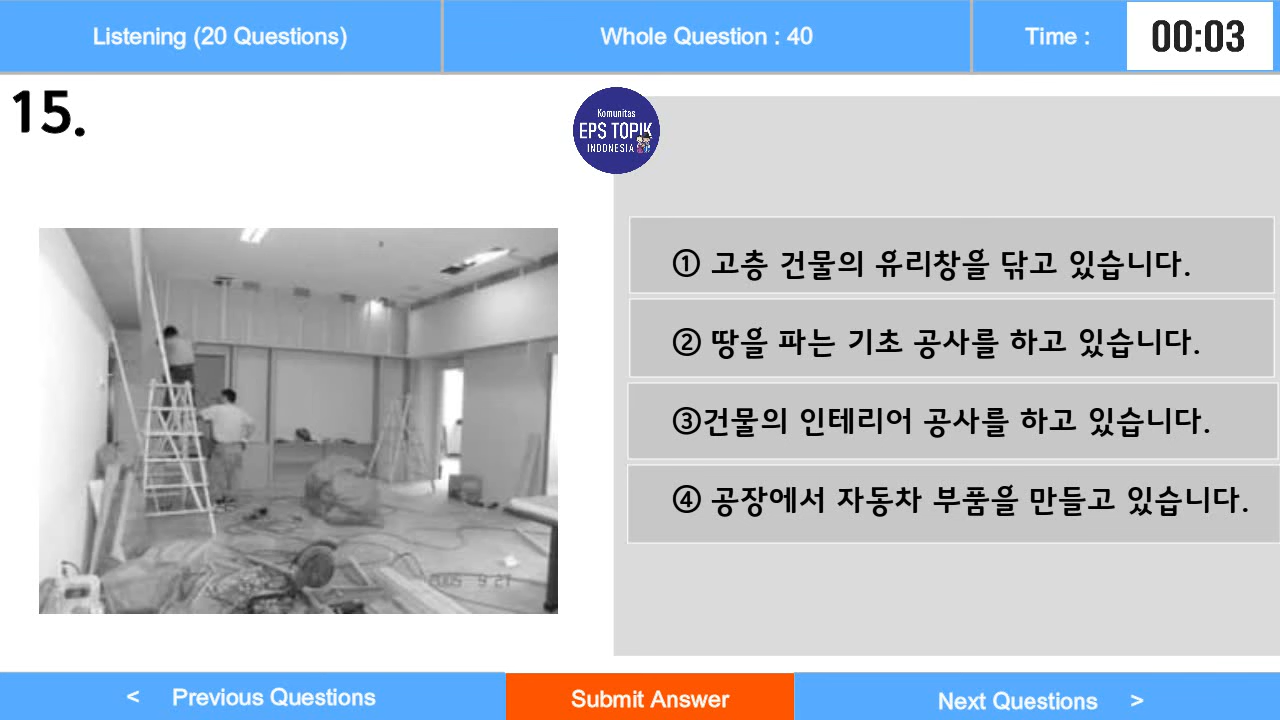 Listening (20 Questions)
Whole Question : 40
Time :
00:03
15.
Komunitas
EPS TOPIK
INDONESIA
① 고층 건물의 유리창을 닦고 있습니다.
② 땅을 파는 기초 공사를 하고 있습니다.
③건물의 인테리어 공사를 하고 있습니다.
④ 공장에서 자동차 부품을 만들고 있습니다.
2005 9 27
< Previous Questions
Submit Answer
Next Questions >